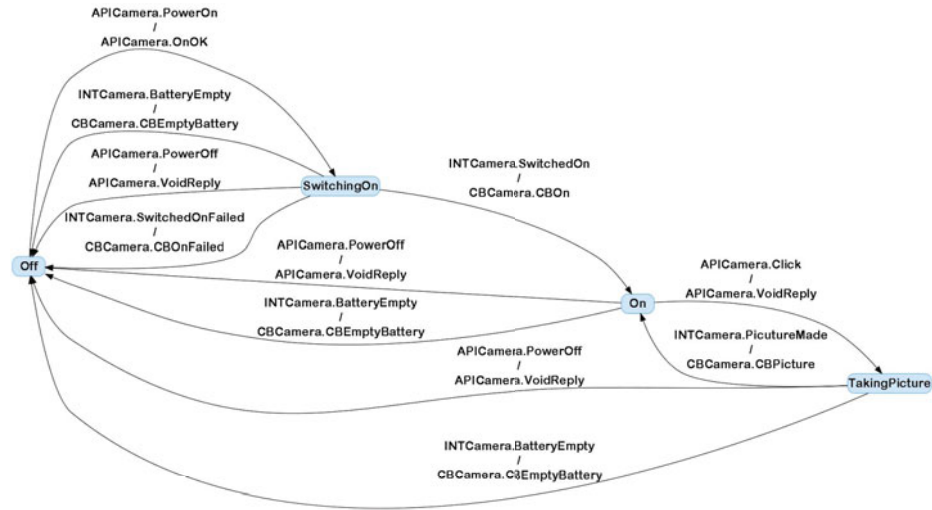 APICamera.PowerOn
/
APICamera.OnOK
INTCamera.BatteryEmpty
/
CBCamera.CBEmptyBattery
APICamera.PowerOff
/
APICamera.VoidReply
SwitchingOn
INTCamera.SwitchedOn
/
CBCamera.CBOn
INTCamera.SwitchedOnFailed
/
CBCamera.CBOnFailed
Off
APICamera.PowerOff
/
APICamera.VoidReply
INTCamera.BatteryEmpty
/
CBCamera.CBEmptyBattery
On
APICamera.Click
/
APICamera.VoidReply
INTCamera.PicutureMade
/
CBCamera.CBPicture
TakingPicture
APICamera.PowerOff
/
APICamera.VoidReply
INTCamera.BatteryEmpty
/
CBCamera.CBEmptyBattery